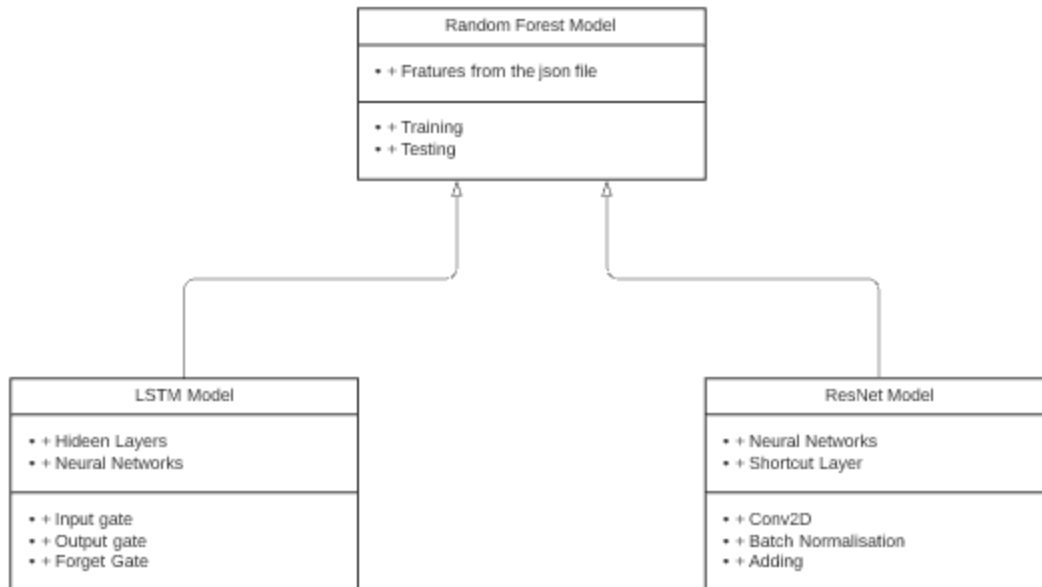 Random Forest Model
• + Fratures from the json file
• + Training
• + Testing
LSTM Model
• + Hideen Layers
• + Neural Networks
• + Input gate
• + Output gate
• + Forget Gate
ResNet Model
• + Neural Networks
• + Shortcut Layer
• + Conv2D
• + Batch Normalisation
• + Adding